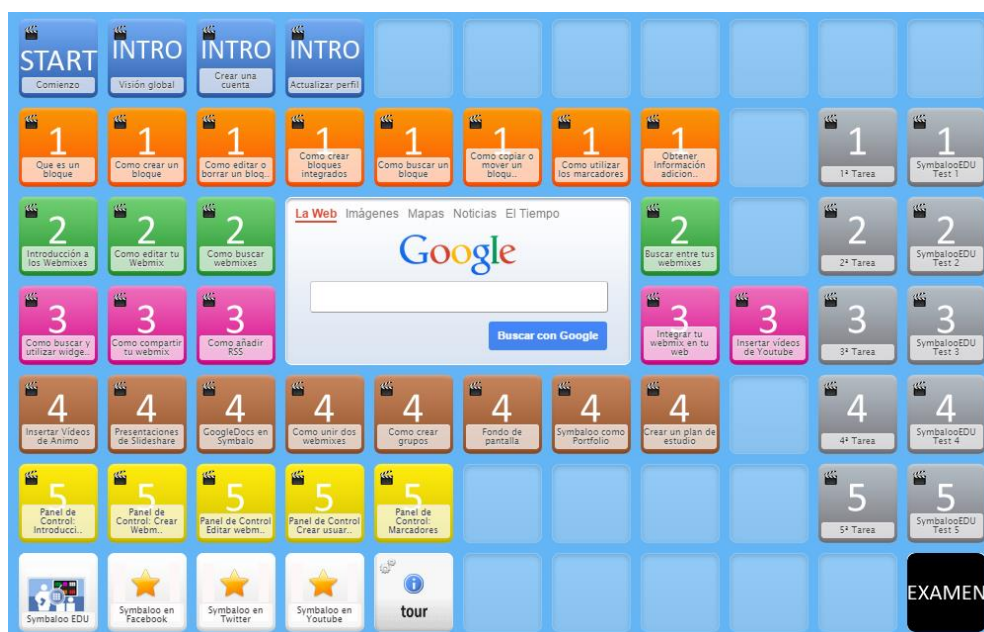 START
Comienzo
INTRO
Visión global
INTRO
Crear una
cuenta
INTRO
Actualizar perfil
1
Que es un
bloque
1
Como crear un
bloque
1
Como editar o
borrar un bloq..
1
Como crear
bloques
integrados
1
Como buscar un
bloque
1
Como copiar o
mover un
bloqu..
1
Como utilizar
los marcadores
1
Obtener
Información
adicion..
1
1ª Tarea
1
SymbalooEDU
Test 1
2
Introducción a
los Webmixes
2
Como editar tu
Webmix
2
Como buscar
webmixes
La Web Imágenes Mapas Noticias El Tiempo
Google
Buscar con Google
2
Buscar entre tus
webmixes
2
2ª Tarea
2
SymbalooEDU
Test 2
3
Como buscar y
utilizar widge..
3
Como compartir
tu webmix
3
Como añadir
RSS
3
Integrar tu
webmix en tu
web
3
Insertar vídeos
de Youtube
3
3ª Tarea
3
SymbalooEDU
Test 3
4
Insertar Vídeos
de Animo
4
Presentaciones
de Slideshare
4
GoogleDocs en
Symbalo
4
Como unir dos
webmixes
4
Como crear
grupos
4
Fondo de
pantalla
4
Symbaloo como
Portfolio
4
Crear un plan de
estudio
4
4ª Tarea
4
SymbalooEDU
Test 4
5
Panel de
Control:
Introducci..
5
Panel de
Control: Crear
Webm..
5
Panel de Control
Editar webm..
5
Panel de Control
Crear usuar..
5
Panel de
Control:
Marcadores
5
5ª Tarea
5
SymbalooEDU
Test 5
Symbaloo EDU
Symbaloo en
Facebook
Symbaloo en
Twitter
Symbaloo en
Youtube
tour
EXAMEN